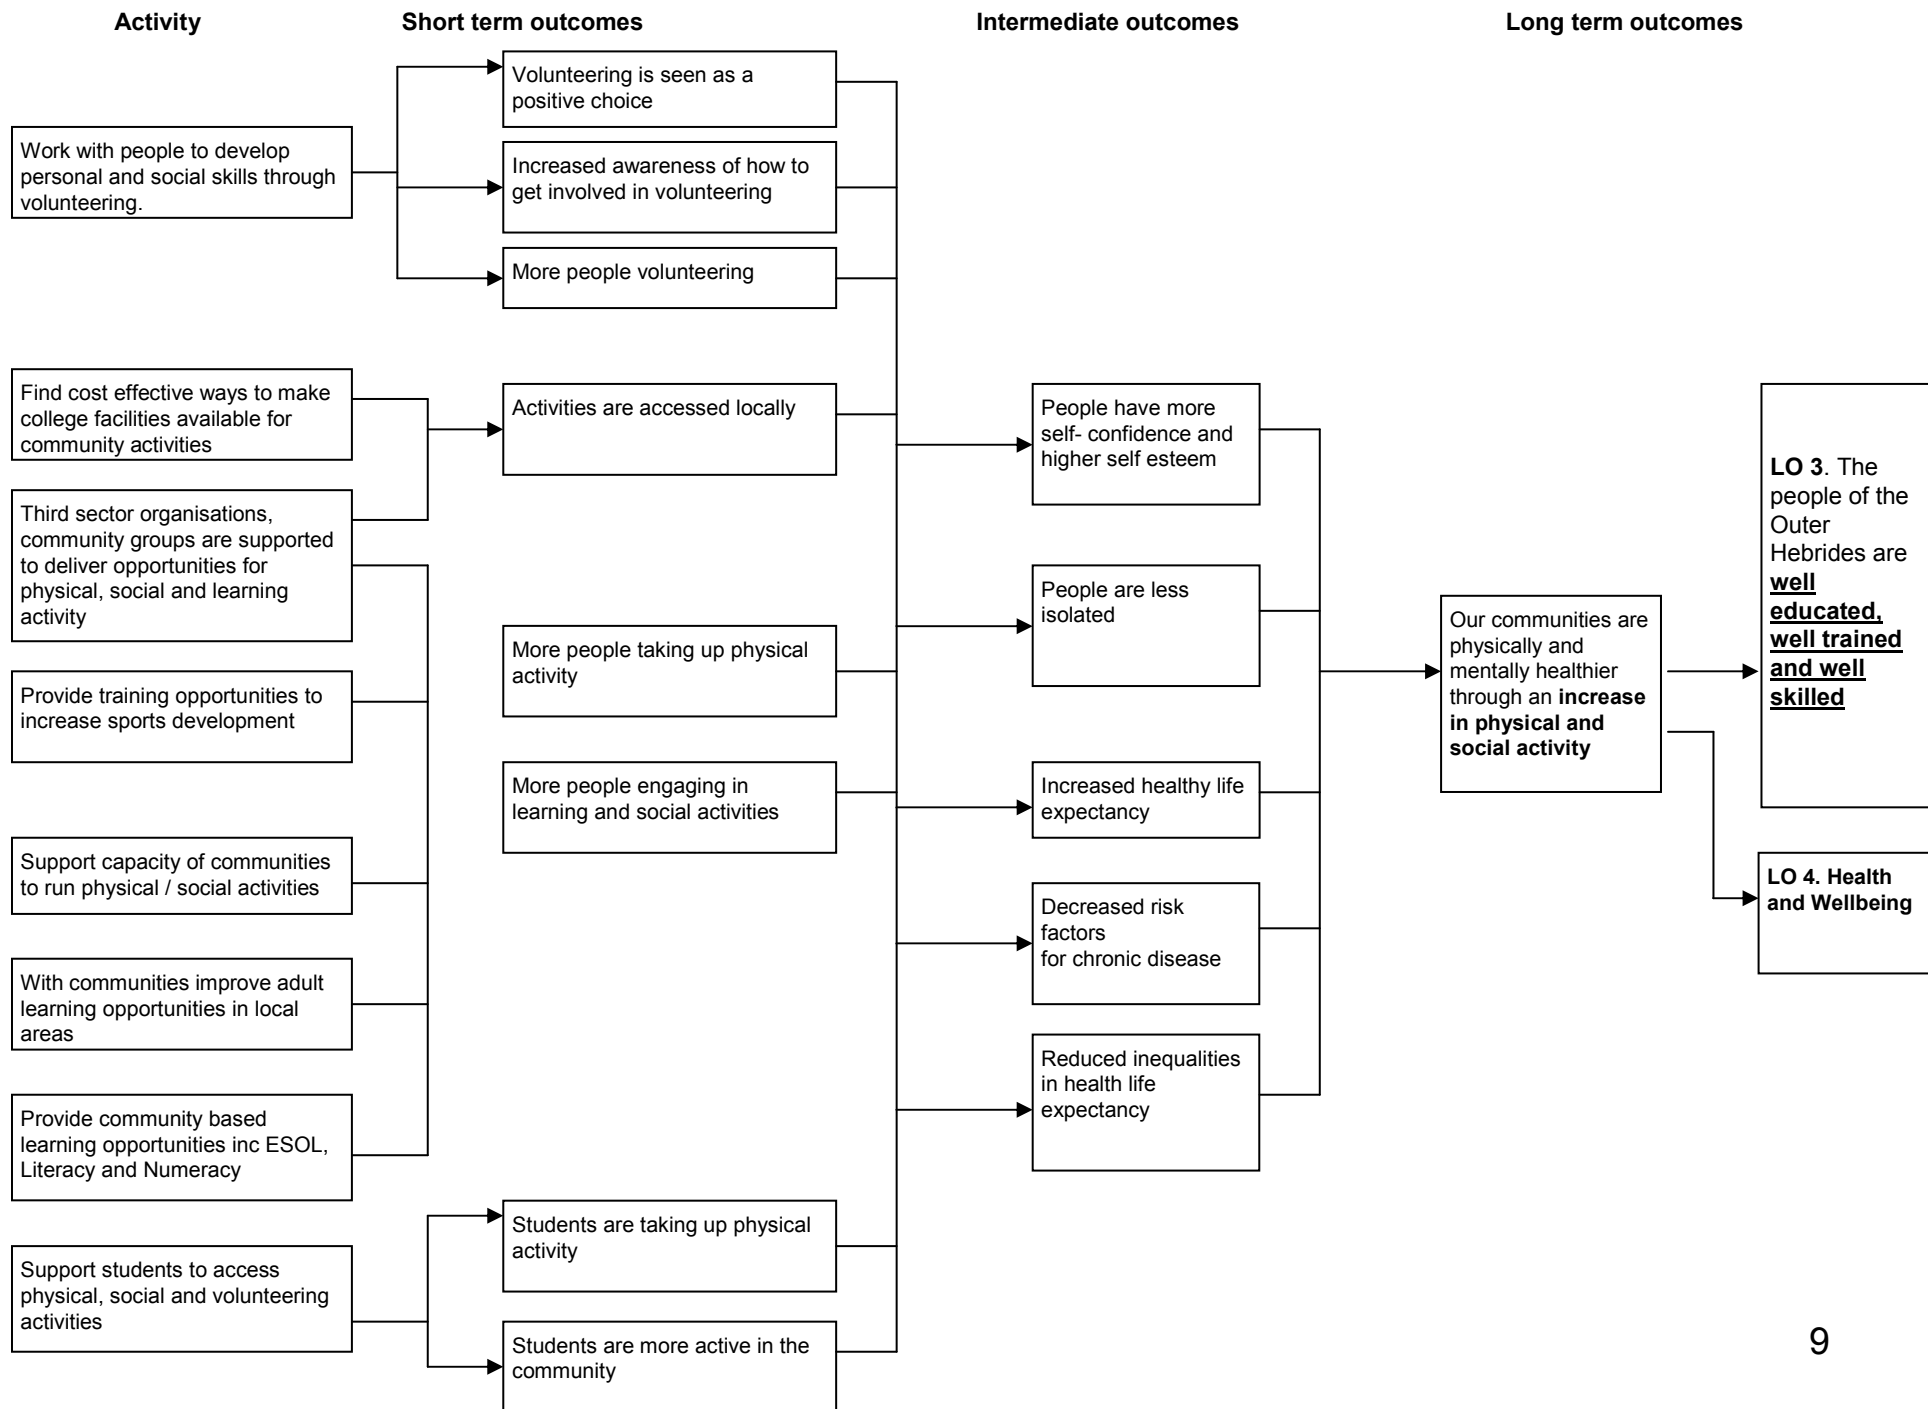 Activity
Short term outcomes
Intermediate outcomes
Long term outcomes
Work with people to develop
personal and social skills through
volunteering.
Find cost effective ways to make
college facilities available for
community activities
Third sector organisations,
community groups are supported
to deliver opportunities for
physical, social and learning
activity
Provide training opportunities to
increase sports development
Support capacity of communities
to run physical / social activities
With communities improve adult
learning opportunities in local
areas
Provide community based
learning opportunities inc ESOL,
Literacy and Numeracy
Support students to access
physical, social and volunteering
activities
Volunteering is seen as a
positive choice
Increased awareness of how to
get involved in volunteering
More people volunteering
Activities are accessed locally
More people taking up physical
activity
More people engaging in
learning and social activities
Students are taking up physical
activity
Students are more active in the
community
People have more
self- confidence and
higher self esteem
People are less
isolated
Increased healthy life
expectancy
Decreased risk
factors
for chronic disease
Reduced inequalities
in health life
expectancy
Our communities are
physically and
mentally healthier
through an increase
in physical and
social activity
LO 3. The
people of the
Outer
Hebrides are
well
educated,
well trained
and well
skilled
LO 4. Health
and Wellbeing
9